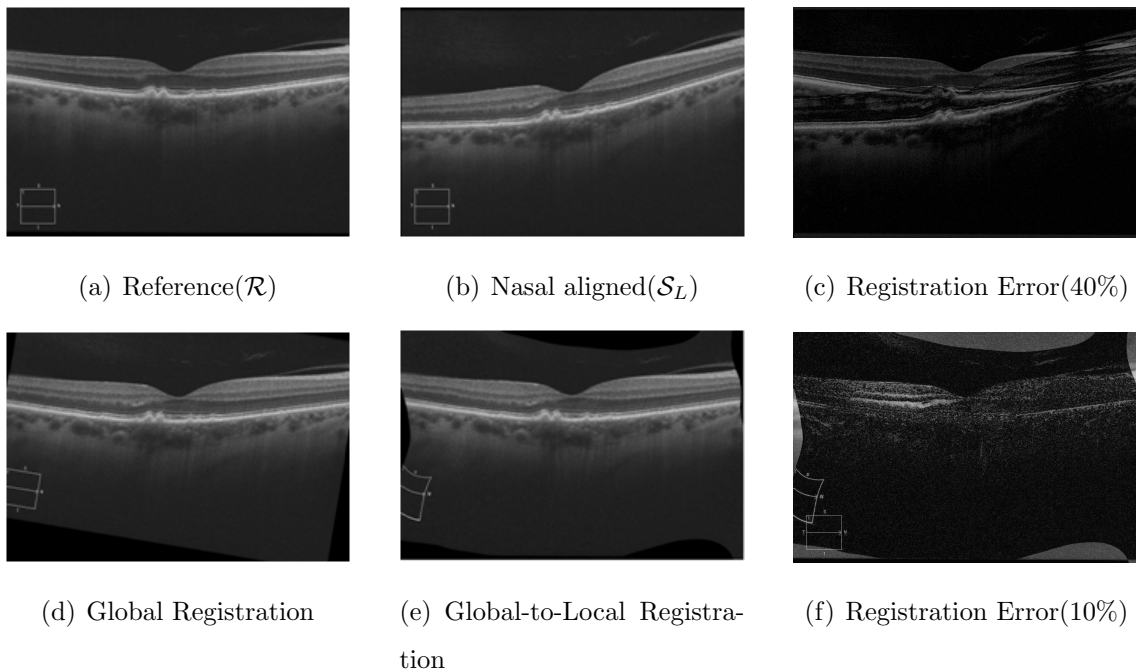 (a) Reference(ℛ)
(b) Nasal aligned(𝒮_L)
(c) Registration Error(40%)
(d) Global Registration
(e) Global-to-Local Registra-
tion
(f) Registration Error(10%)